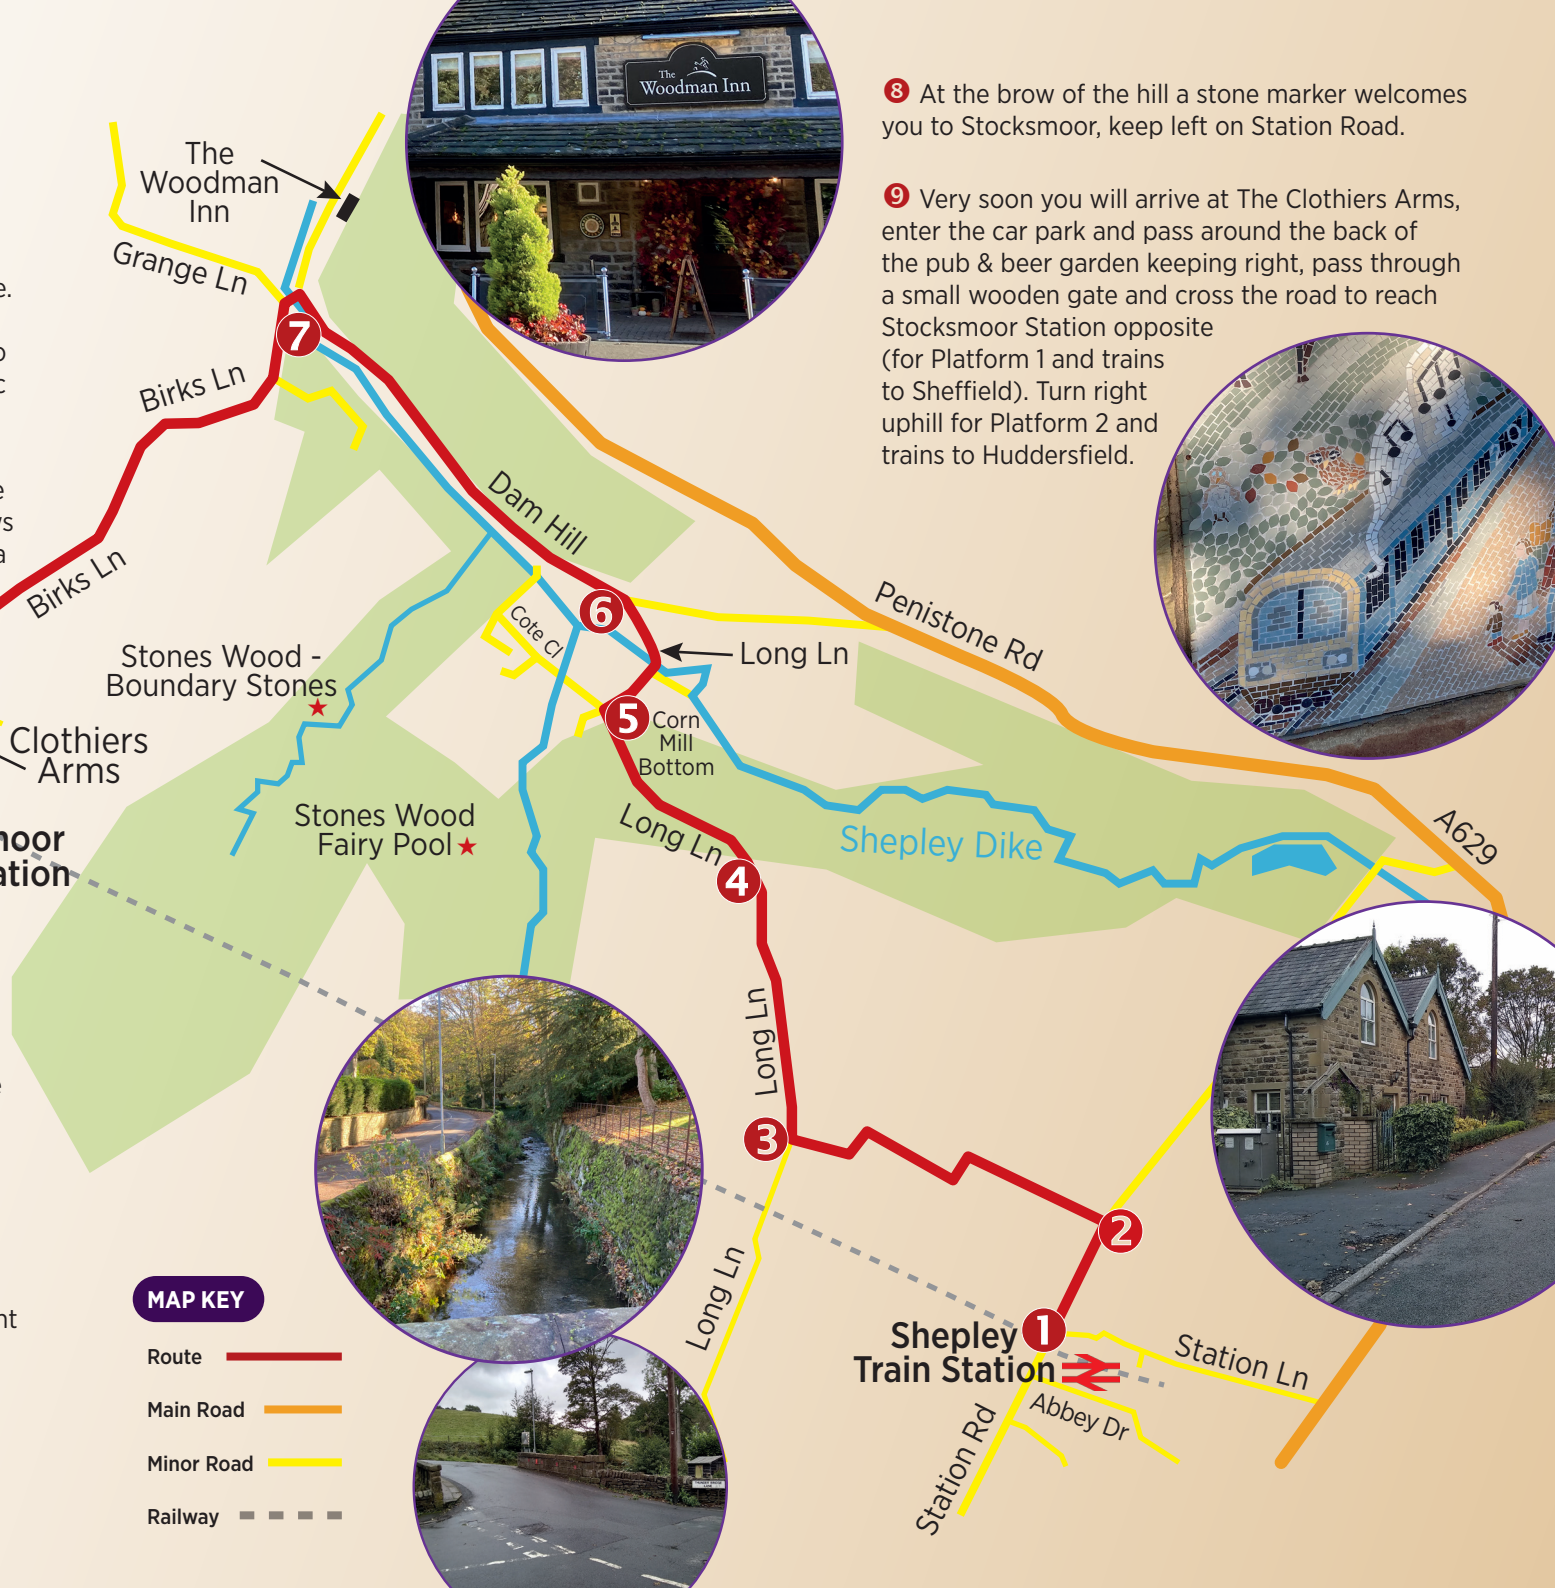 The
Woodman Inn
8 At the brow of the hill a stone marker welcomes
you to Stocksmoor, keep left on Station Road.
9 Very soon you will arrive at The Clothiers Arms,
enter the car park and pass around the back of
the pub & beer garden keeping right, pass through
a small wooden gate and cross the road to reach
Stocksmoor Station opposite
(for Platform 1 and trains
to Sheffield). Turn right
uphill for Platform 2 and
trains to Huddersfield.
The
Woodman
Inn
Grange Ln
e.
7
Birks Ln
Birks Ln
Dam Hill
6
Cote Cl
Penistone Rd
Long Ln
Stones Wood -
Boundary Stones
5
Corn
Mill
Bottom
Clothiers
Arms
Stones Wood
Fairy Pool
Long Ln
Shepley Dike
A629
4
moor
ation
Long Ln
3
2
Long Ln
1
Shepley
Train Station
Station Ln
Abbey Dr
Station Rd
nt
MAP KEY
Route
Main Road
Minor Road
Railway